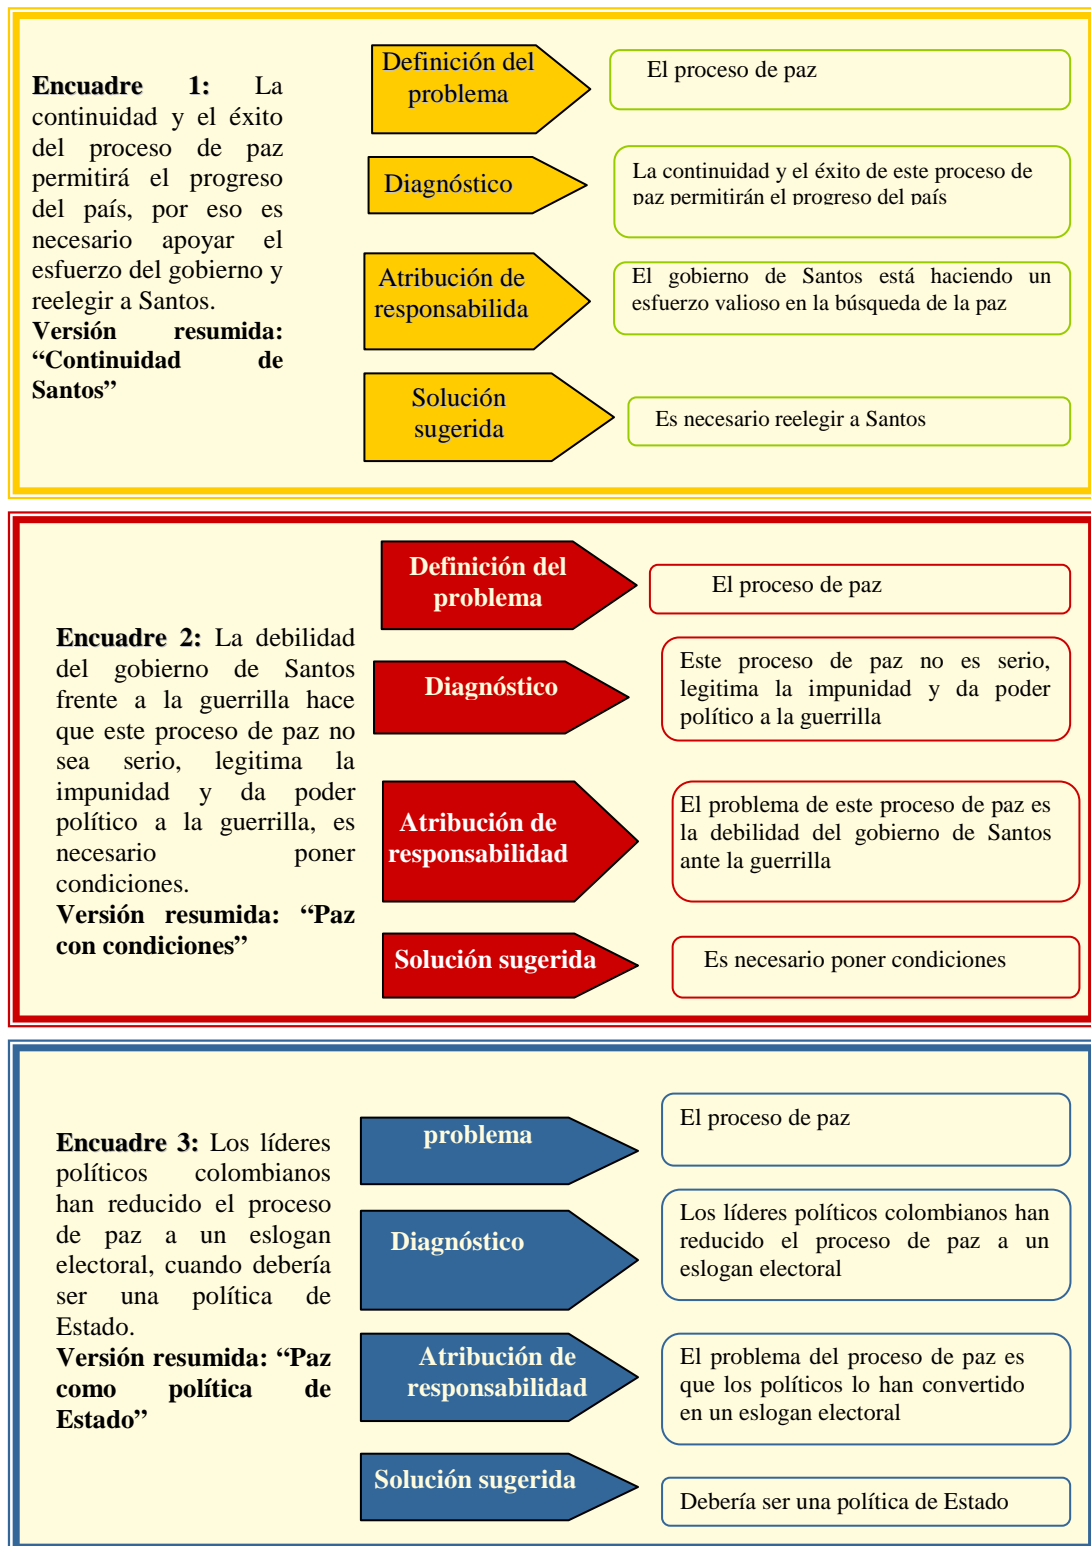 Encuadre 1: La
continuidad y el éxito
del proceso de paz
permitirá el progreso
del país, por eso es
necesario apoyar el
esfuerzo del gobierno y
reelegir a Santos.
Versión resumida:
“Continuidad de
Santos”
Definición del
problema
El proceso de paz
Diagnóstico
La continuidad y el éxito de este proceso de
paz permitirán el progreso del país
Atribución de
responsabilida
El gobierno de Santos está haciendo un
esfuerzo valioso en la búsqueda de la paz
Solución
sugerida
Es necesario reelegir a Santos
Encuadre 2: La debilidad
del gobierno de Santos
frente a la guerrilla hace
que este proceso de paz no
sea serio, legitima la
impunidad y da poder
político a la guerrilla, es
necesario poner
condiciones.
Versión resumida: “Paz
con condiciones”
Definición del
problema
El proceso de paz
Diagnóstico
Este proceso de paz no es serio,
legitima la impunidad y da poder
político a la guerrilla
Atribución de
responsabilidad
El problema de este proceso de paz es
la debilidad del gobierno de Santos
ante la guerrilla
Solución sugerida
Es necesario poner condiciones
Encuadre 3: Los líderes
políticos colombianos
han reducido el proceso
de paz a un eslogan
electoral, cuando debería
ser una política de
Estado.
Versión resumida: “Paz
como política de
Estado”
problema
El proceso de paz
Diagnóstico
Los líderes políticos colombianos han
reducido el proceso de paz a un
eslogan electoral
Atribución de
responsabilidad
El problema del proceso de paz es
que los políticos lo han convertido
en un eslogan electoral
Solución sugerida
Debería ser una política de Estado